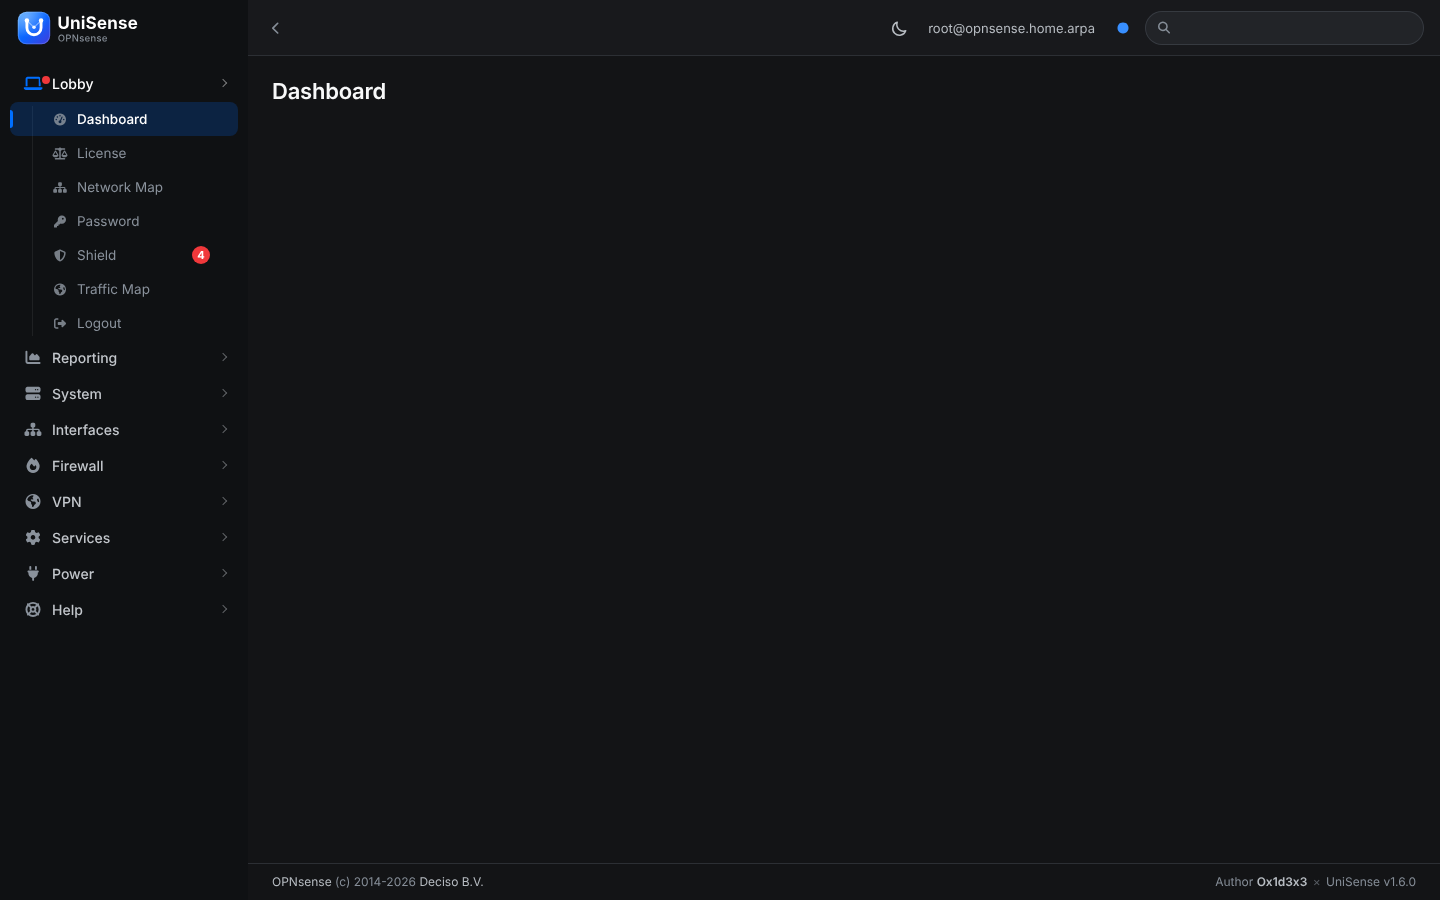 UniSense
OPNsense
root@opnsense.home.arpa
Lobby
Dashboard
License
Network Map
Password
Shield 4
Traffic Map
Logout
Reporting
System
Interfaces
Firewall
VPN
Services
Power
Help
Dashboard
OPNsense (c) 2014-2026 Deciso B.V.
Author Ox1d3x3 × UniSense v1.6.0